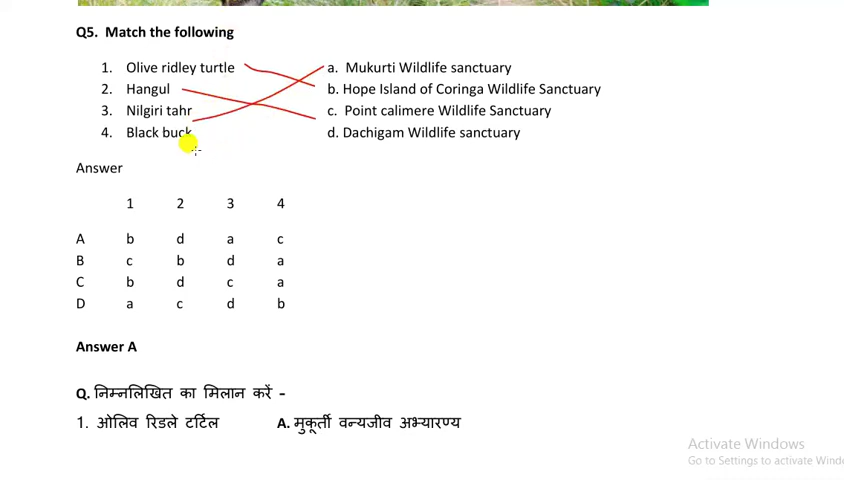 Q5. Match the following
1. Olive ridley turtle a. Mukurti Wildlife sanctuary
2. Hangul b. Hope Island of Coringa Wildlife Sanctuary
3. Nilgiri tahr c. Point calimere Wildlife Sanctuary
4. Black buck d. Dachigam Wildlife sanctuary
Answer
1 2 3 4
A b d a c
B c b d a
C b d c a
D a c d b
Answer A
Q. निम्नलिखित का मिलान करें -
1. ओलिव रिडले टर्टिल A. मुकूर्ती वन्यजीव अभ्यारण्य
Activate Windows
Go to Settings to activate Windo